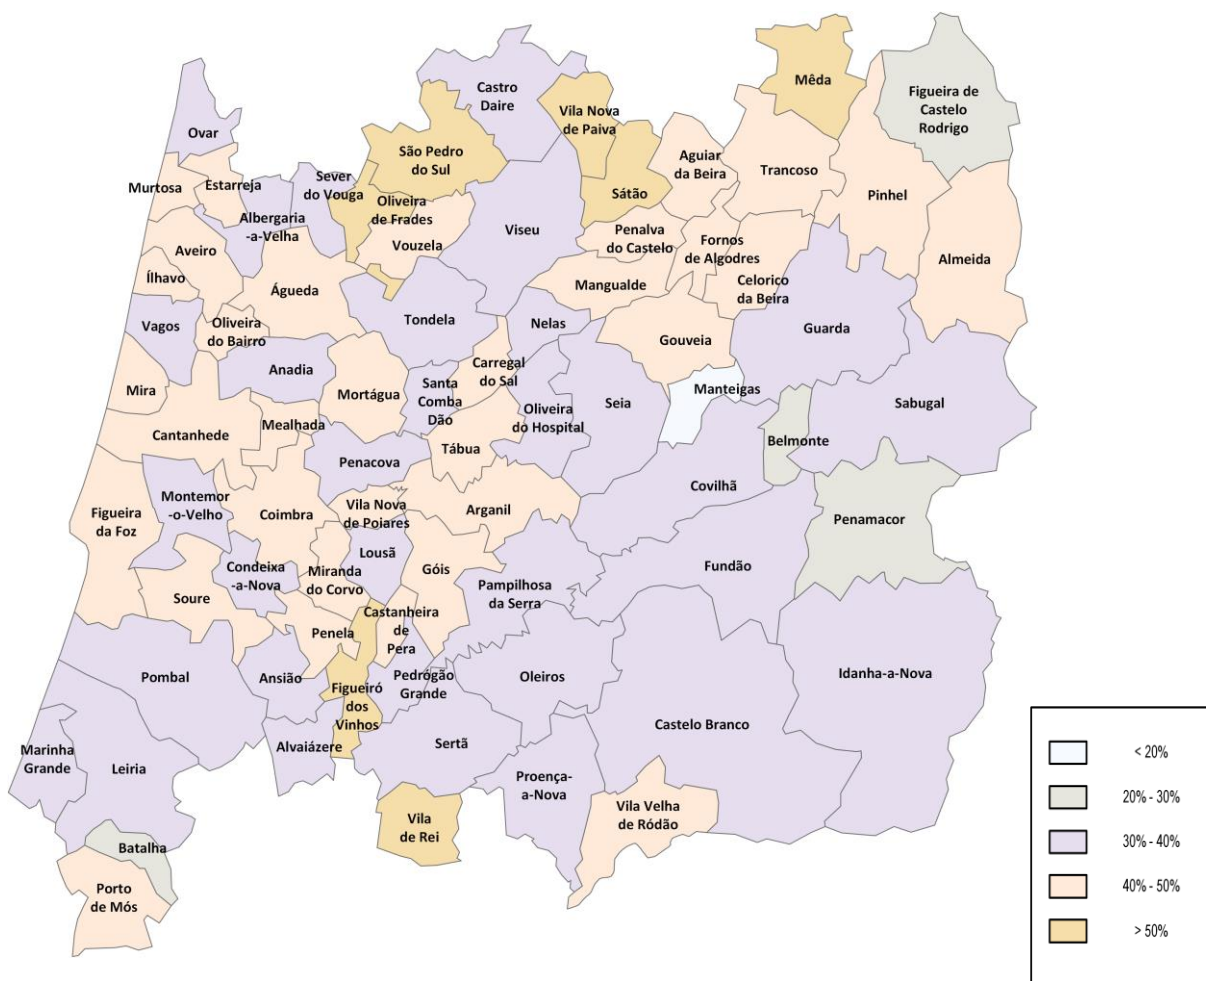 Mêda
Castro
Daire
Figueira de
Castelo
Rodrigo
Vila Nova
de Paiva
Ovar
São Pedro
do Sul
Aguiar
da Beira
Trancoso
Sever
do Vouga
Estarreja
Murtosa
Pinhel
Sátão
Oliveira
de Frades
Albergaria
-a-Velha
Viseu
Penalva
do Castelo
Fornos
de Algodres
Vouzela
Aveiro
Almeida
Ílhavo
Celorico
da Beira
Mangualde
Águeda
Tondela
Nelas
Guarda
Vagos
Oliveira
do Bairro
Gouveia
Anadia
Carregal
do Sal
Mira
Mortágua
Santa
Comba
Dão
Manteigas
Seia
Sabugal
Oliveira
do Hospital
Mealhada
Cantanhede
Belmonte
Tábua
Penacova
Covilhã
Montemor
-o-Velho
Figueira
da Foz
Coimbra
Vila Nova
de Poiares
Arganil
Penamacor
Lousã
Condeixa
-a-Nova
Miranda
do Corvo
Góis
Fundão
Pampilhosa
da Serra
Soure
Castanheira
de
Pera
Penela
Pombal
Ansião
Pedrógão
Grande
Oleiros
Idanha-a-Nova
Figueiró
dos
Vinhos
Castelo Branco
Alvaiázere
Sertã
Marinha
Grande
Leiria
Proença-
a-Nova
Vila Velha
de Ródão
Vila
de Rei
Batalha
Porto
de Mós
< 20%
20% - 30%
30% - 40%
40% - 50%
> 50%